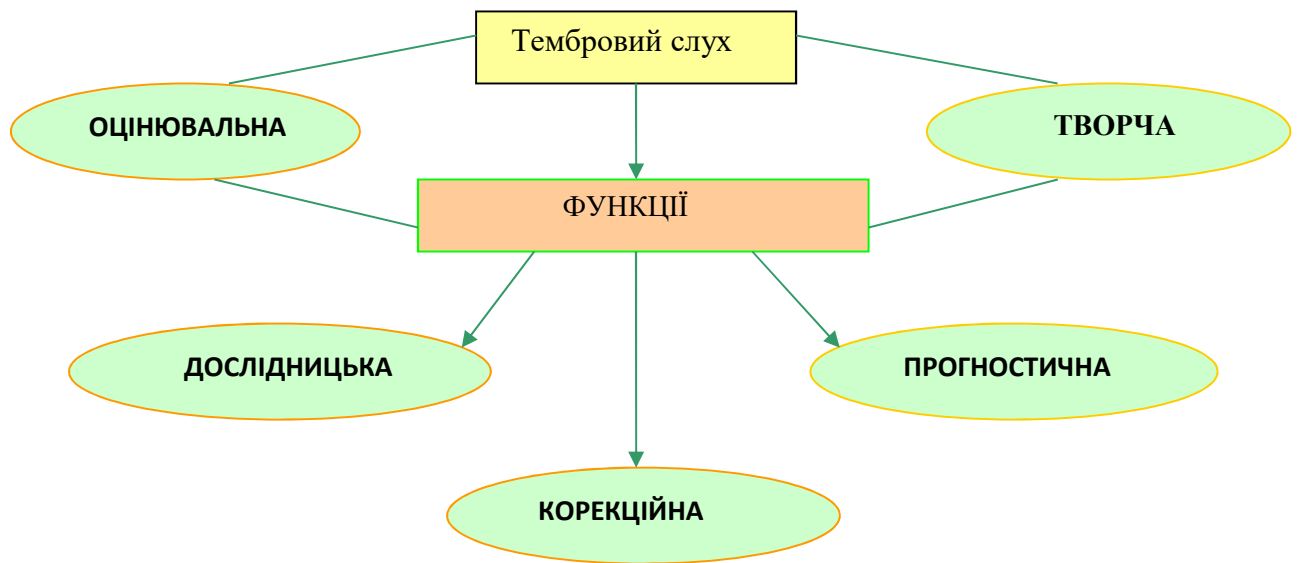 Тембровий слух
ОЦІНЮВАЛЬНА
ТВОРЧА
ФУНКЦІЇ
ДОСЛІДНИЦЬКА
ПРОГНОСТИЧНА
КОРЕКЦІЙНА